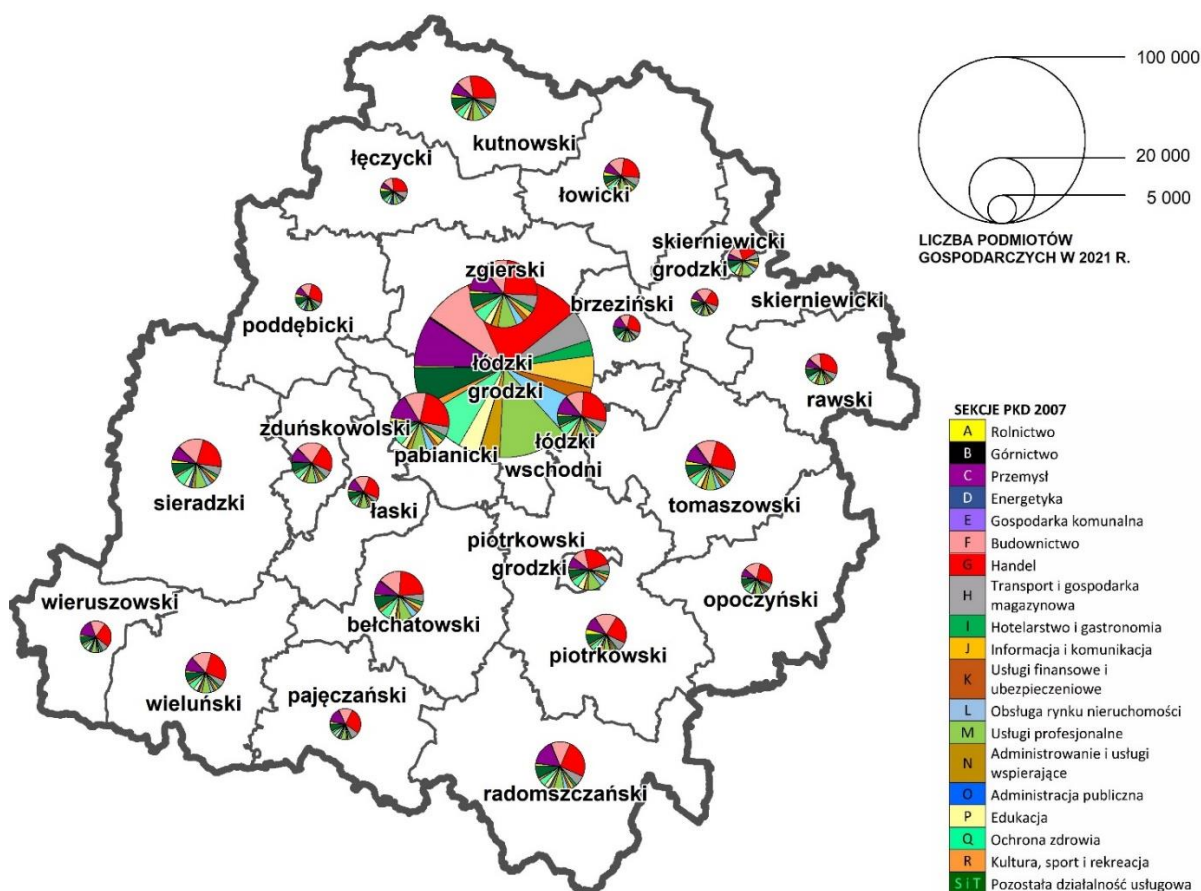 100 000
20 000
5 000
LICZBA PODMIOTÓW
GOSPODARCZYCH W 2021 R.
kutnowski
łęczycki
łowicki
skierniewicki
grodzki
zgierski
brzeziński
skierniewicki
poddębicki
łódzki
grodzki
rawski
zduńskowolski
łódzki
wschodni
pabianicki
sieradzki
łaski
tomaszowski
piotrkowski
grodzki
opoczyński
wieruszowski
bełchatowski
piotrkowski
wieluński
pajęczański
radomszczański
SEKCJE PKD 2007
A Rolnictwo
B Górnictwo
C Przemysł
D Energetyka
E Gospodarka komunalna
F Budownictwo
G Handel
H Transport i gospodarka
magazynowa
I Hotelarstwo i gastronomia
J Informacja i komunikacja
K Usługi finansowe i
ubezpieczeniowe
L Obsługa rynku nieruchomości
M Usługi profesjonalne
N Administrowanie i usługi
wspierające
O Administracja publiczna
P Edukacja
Q Ochrona zdrowia
R Kultura, sport i rekreacja
S i T Pozostała działalność usługowa